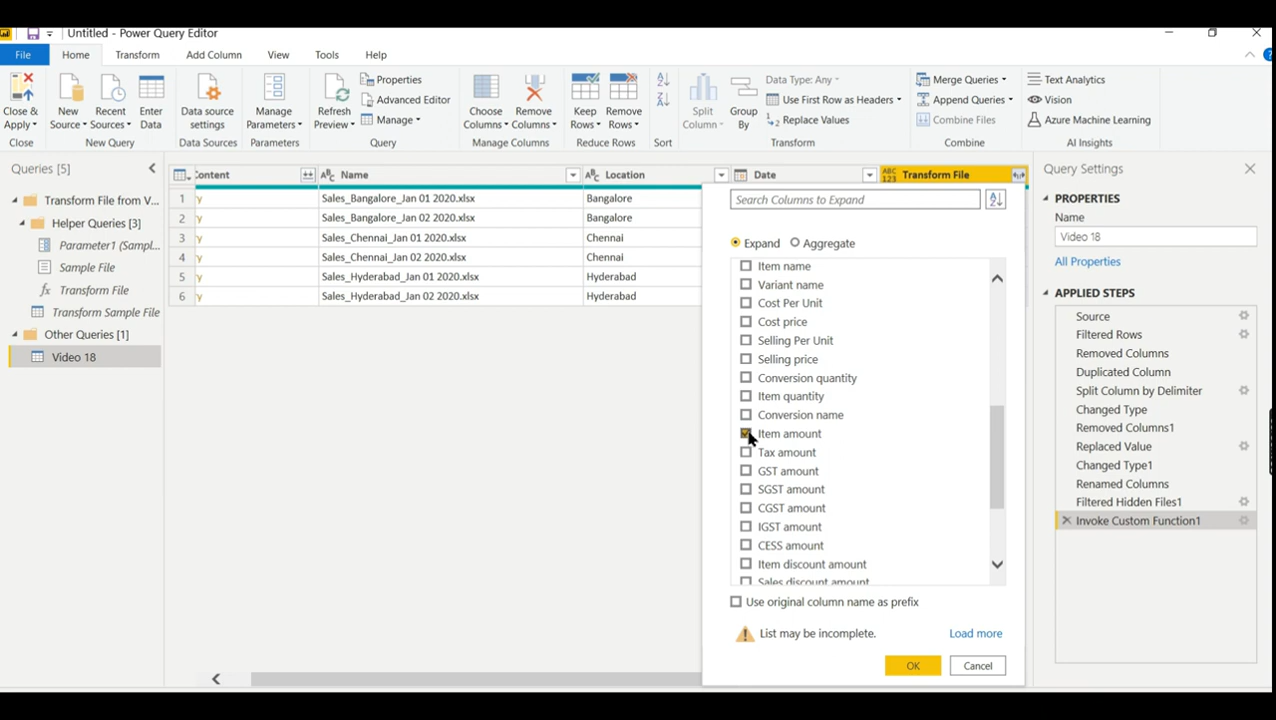 Untitled - Power Query Editor
File Home Transform Add Column View Tools Help
Close & Apply
New Source
Recent Sources
Enter Data
Data source settings
Manage Parameters
Refresh Preview
Properties
Advanced Editor
Manage
Choose Columns
Remove Columns
Keep Rows
Remove Rows
Split Column
Group By
Data Type: Any
Use First Row as Headers
Replace Values
Merge Queries
Append Queries
Combine Files
Text Analytics
Vision
Azure Machine Learning
Close New Query Data Sources Parameters Query Manage Columns Reduce Rows Sort Transform Combine AI Insights
Queries [5]
Transform File from V...
Helper Queries [3]
Parameter1 (Sampl...
Sample File
fx Transform File
Transform Sample File
Other Queries [1]
Video 18
Content ABC Name ABC Location Date ABC 123 Transform File
1 y Sales_Bangalore_Jan 01 2020.xlsx Bangalore
2 y Sales_Bangalore_Jan 02 2020.xlsx Bangalore
3 y Sales_Chennai_Jan 01 2020.xlsx Chennai
4 y Sales_Chennai_Jan 02 2020.xlsx Chennai
5 y Sales_Hyderabad_Jan 01 2020.xlsx Hyderabad
6 y Sales_Hyderabad_Jan 02 2020.xlsx Hyderabad
Search Columns to Expand
Expand Aggregate
Item name
Variant name
Cost Per Unit
Cost price
Selling Per Unit
Selling price
Conversion quantity
Item quantity
Conversion name
Item amount
Tax amount
GST amount
SGST amount
CGST amount
IGST amount
CESS amount
Item discount amount
Sales discount amount
Use original column name as prefix
List may be incomplete. Load more
OK Cancel
Query Settings
PROPERTIES
Name
Video 18
All Properties
APPLIED STEPS
Source
Filtered Rows
Removed Columns
Duplicated Column
Split Column by Delimiter
Changed Type
Removed Columns1
Replaced Value
Changed Type1
Renamed Columns
Filtered Hidden Files1
Invoke Custom Function1